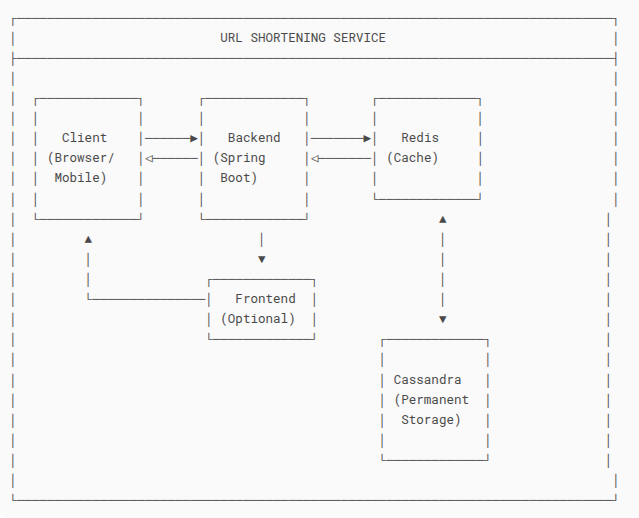 URL SHORTENING SERVICE
Client Backend Redis
(Browser/ (Spring (Cache)
Mobile) Boot)
Frontend
(Optional)
Cassandra
(Permanent
Storage)